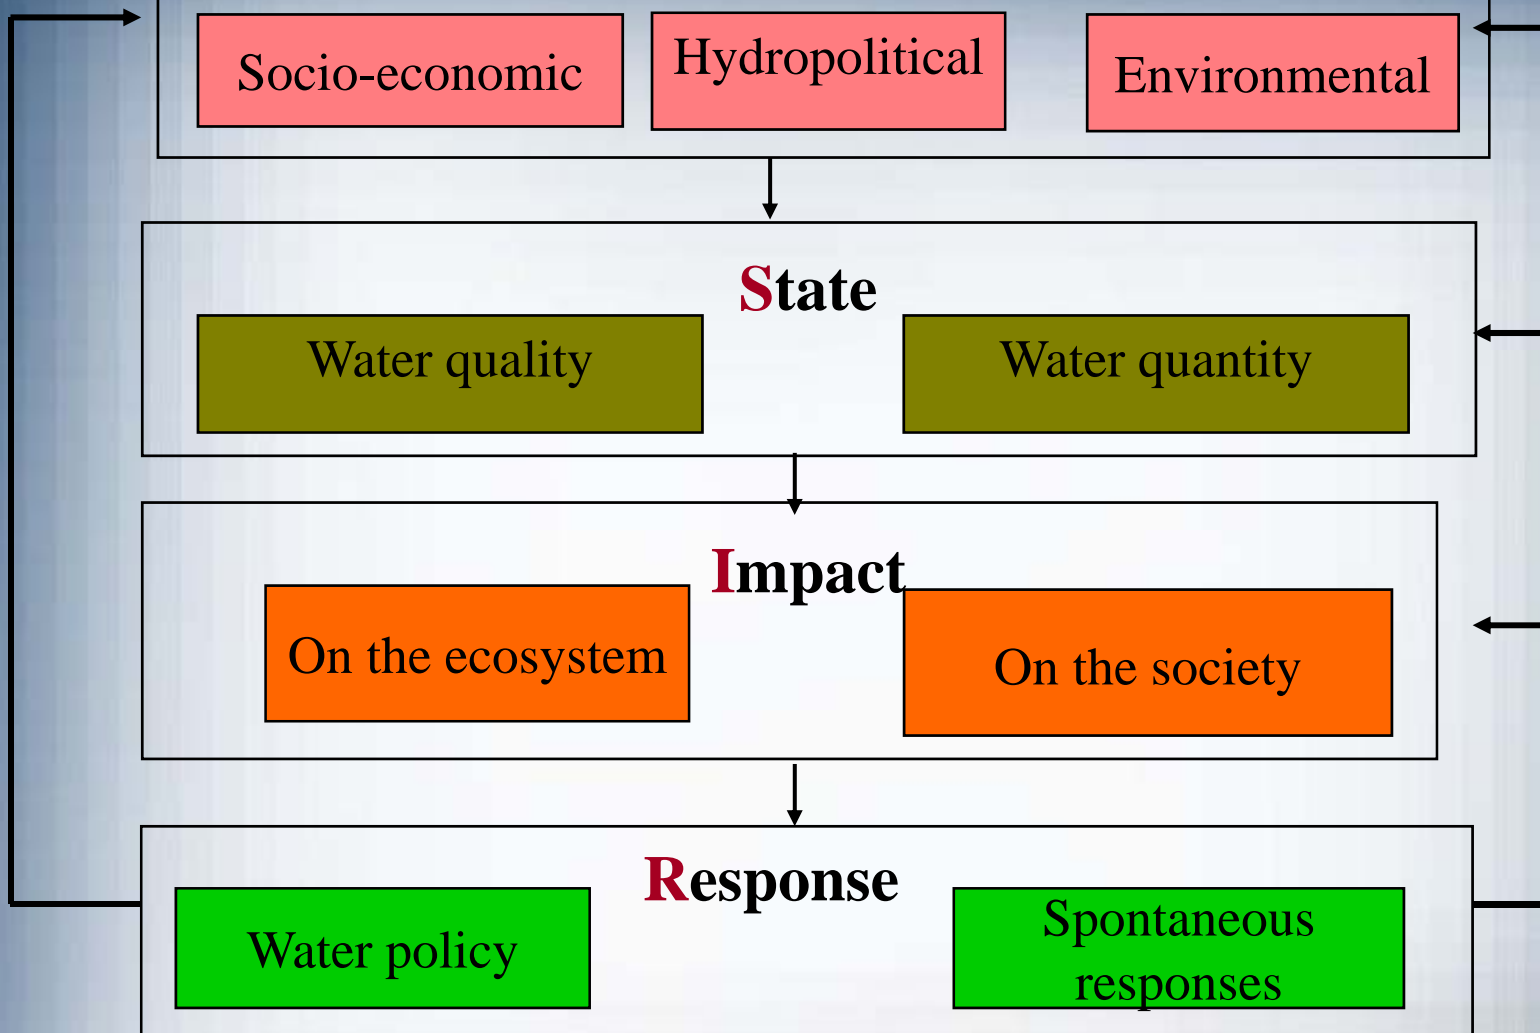 Socio-economic
Hydropolitical
Environmental
State
Water quality
Water quantity
Impact
On the ecosystem
On the society
Response
Water policy
Spontaneous
responses